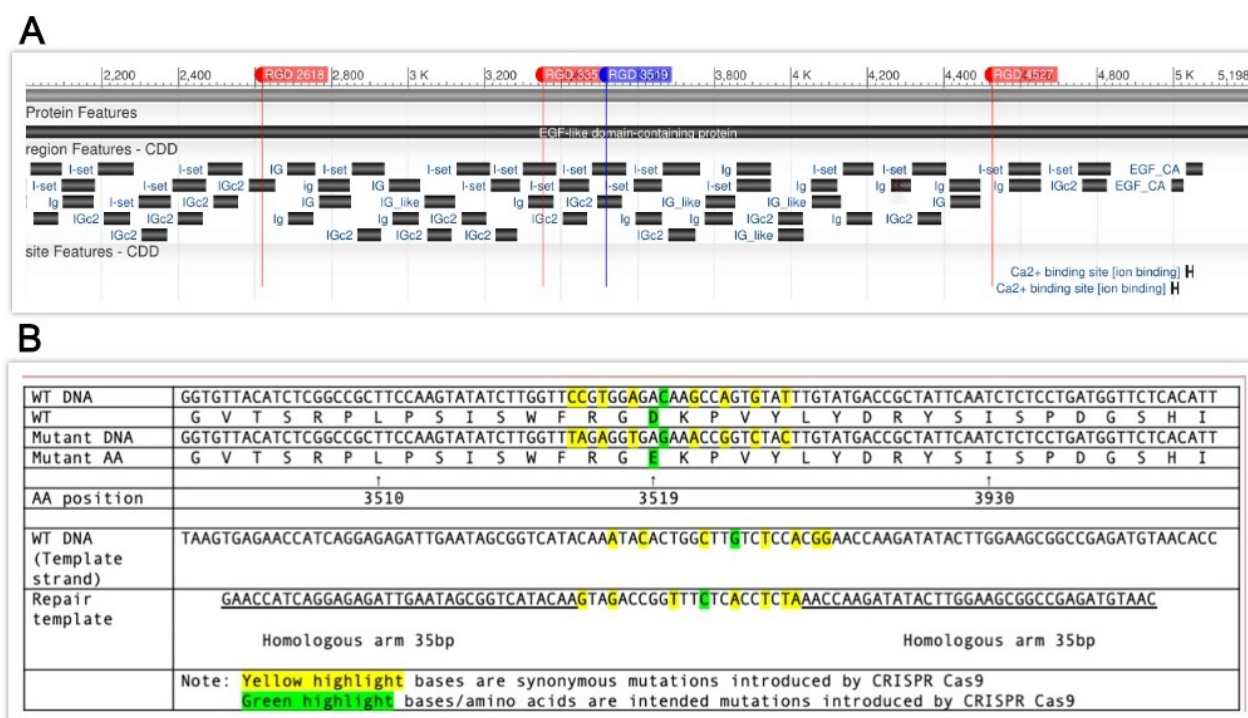 A
2,200 2,400 RGD 2618 2,800 3 K 3,200 RGD 335 RGD 3519 3,800 4 K 4,200 4,400 RGD 4527 4,800 5 K 5,198
Protein Features
EGF-like domain-containing protein
region Features - CDD
I-set I-set IG I-set I-set I-set I-set I-set Ig I-set I-set I-set I-set EGF_CA
I-set I-set IGc2 ig IG I-set I-set I-set I-set Ig Ig Ig Ig IGc2 EGF_CA
Ig I-set IGc2 IG IG_like Ig IGc2 IG_like IG_like IG
IGc2 IGc2 Ig Ig IGc2 IGc2 Ig Ig IGc2 Ig IGc2
IGc2 IGc2 IGc2 IGc2 IGc2 IG_like
site Features - CDD
Ca2+ binding site [ion binding]
Ca2+ binding site [ion binding]
B
WT DNA GGTGTTACATCTCGGCCGCTTCCAAGTATATCTTGGTTCCGTGGAGACAAGCCAGTGTATTTGTATGACCGCTATTCAATCTCTCCTGATGGTTCTCACATT
WT G V T S R P L P S I S W F R G D K P V Y L Y D R Y S I S P D G S H I
Mutant DNA GGTGTTACATCTCGGCCGCTTCCAAGTATATCTTGGTTTAGAGGTGAGAAACCGGTCTACTTGTATGACCGCTATTCAATCTCTCCTGATGGTTCTCACATT
Mutant AA G V T S R P L P S I S W F R G E K P V Y L Y D R Y S I S P D G S H I
↑ ↑ ↑
AA position 3510 3519 3930
WT DNA TAAGTGAGAACCATCAGGAGAGATTGAATAGCGGTCATACAAATACACTGGCTTGTCTCCACGGAACCAAGATATACTTGGAAGCGGCCGAGATGTAACACC
(Template
strand)
Repair GAACCATCAGGAGAGATTGAATAGCGGTCATACAAGTAGACCGGTTTCTCACCTCTAAACCAAGATATACTTGGAAGCGGCCGAGATGTAAC
template
Homologous arm 35bp Homologous arm 35bp
Note: Yellow highlight bases are synonymous mutations introduced by CRISPR Cas9
Green highlight bases/amino acids are intended mutations introduced by CRISPR Cas9